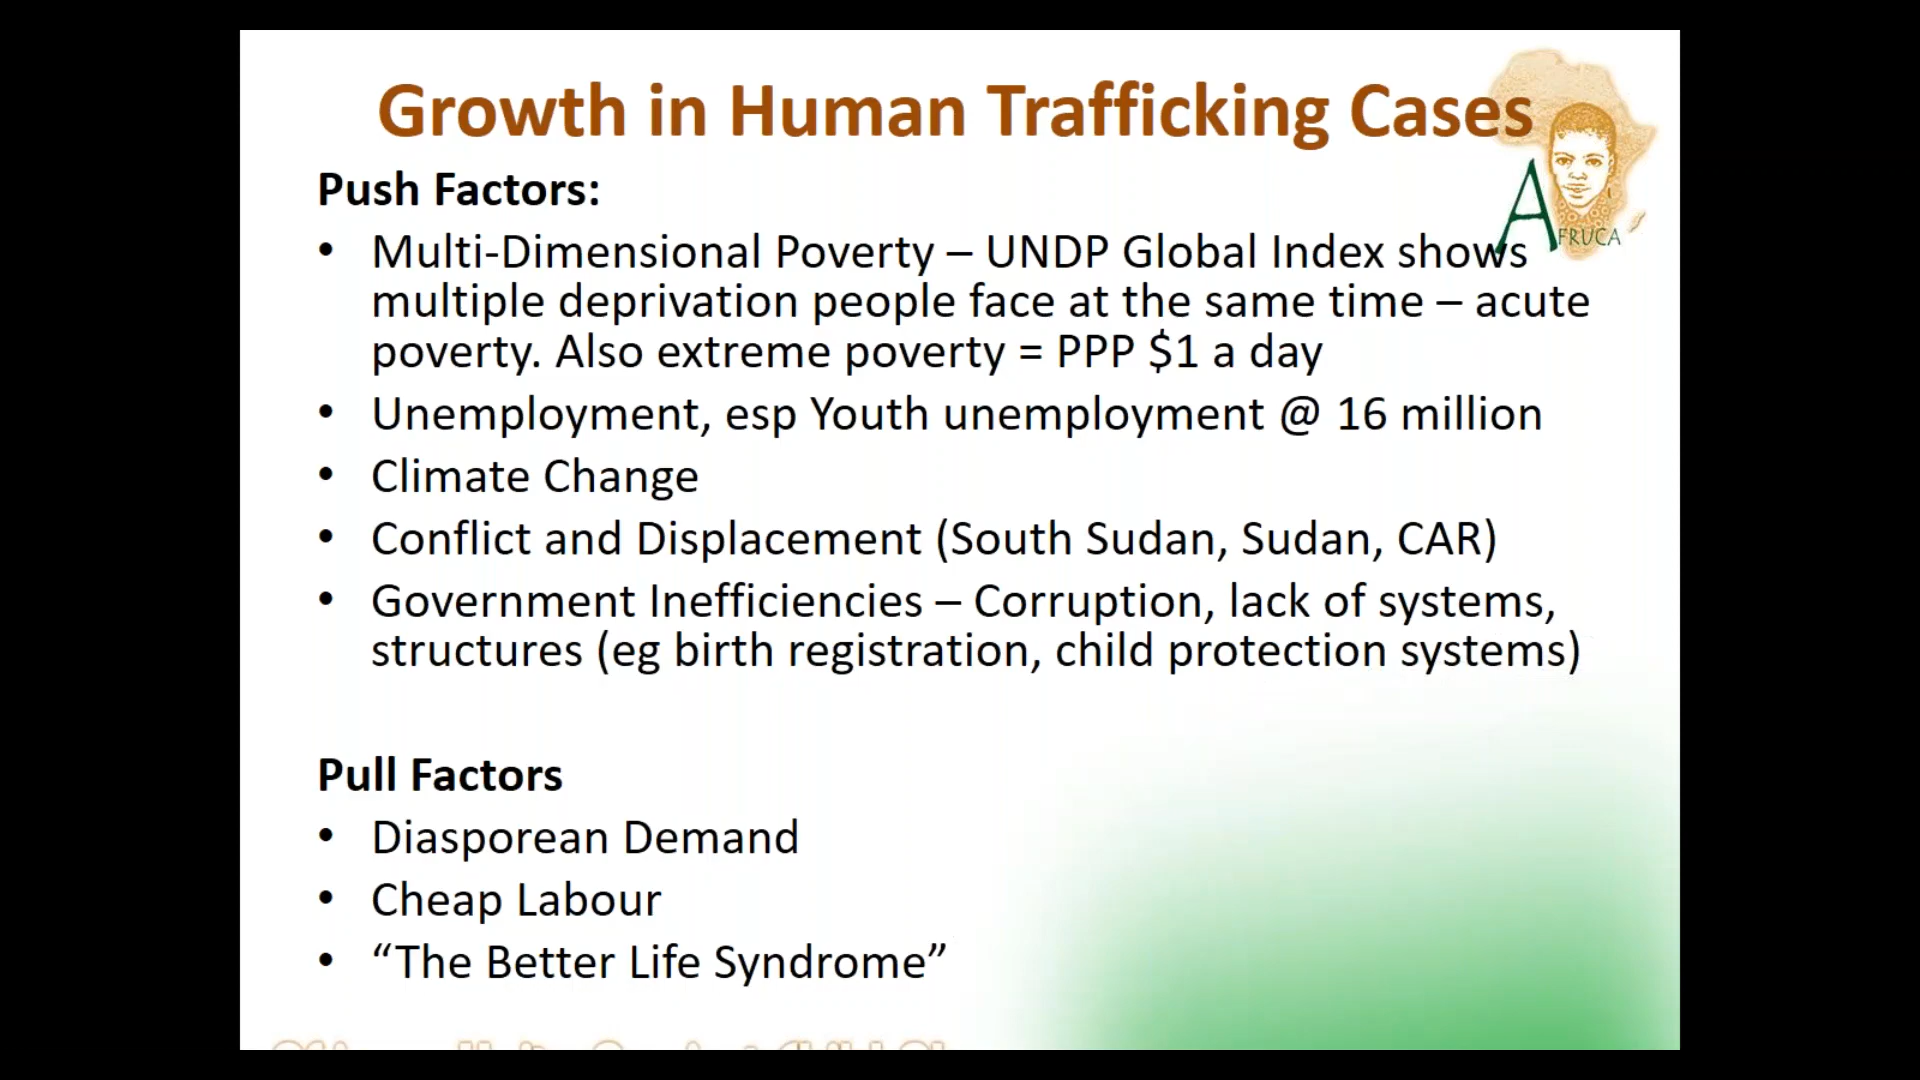 Growth in Human Trafficking Cases
AFRUCA
Push Factors:
• Multi-Dimensional Poverty – UNDP Global Index shows
multiple deprivation people face at the same time – acute
poverty. Also extreme poverty = PPP $1 a day
• Unemployment, esp Youth unemployment @ 16 million
• Climate Change
• Conflict and Displacement (South Sudan, Sudan, CAR)
• Government Inefficiencies – Corruption, lack of systems,
structures (eg birth registration, child protection systems)
Pull Factors
• Diasporean Demand
• Cheap Labour
• “The Better Life Syndrome”